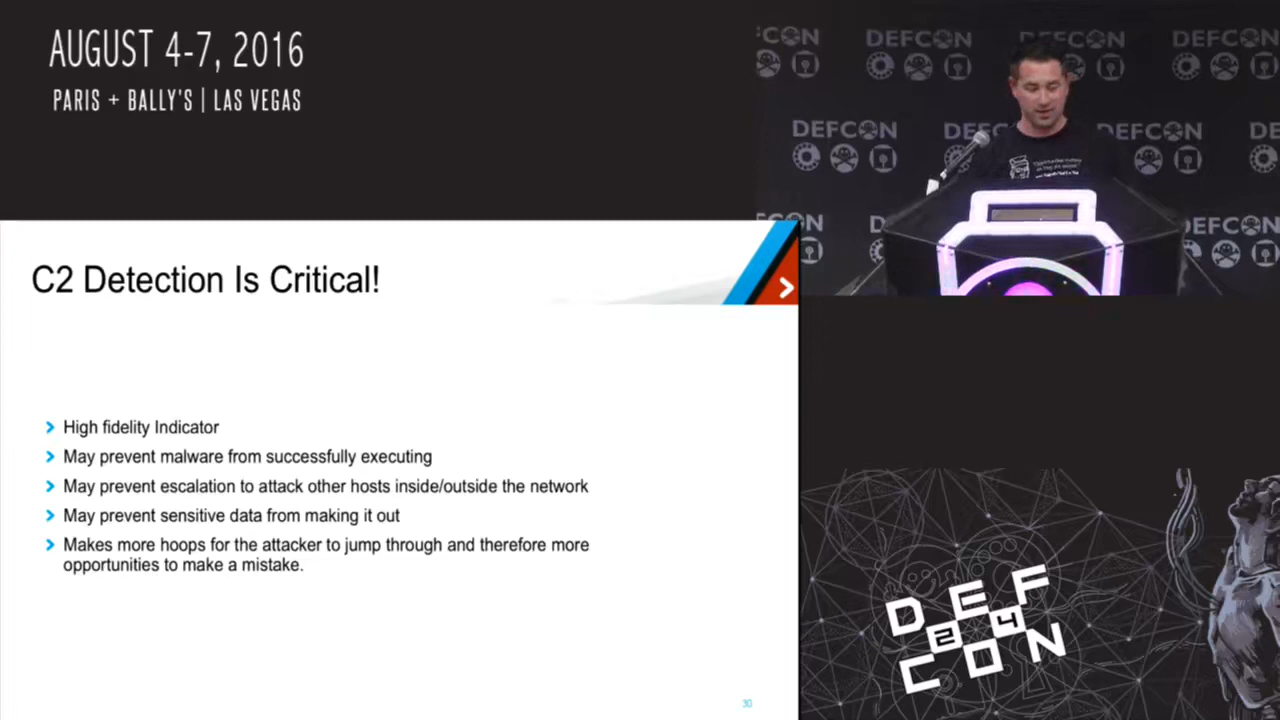 AUGUST 4-7, 2016
PARIS + BALLY'S | LAS VEGAS
DEFCON
DEFCON
DEFCON
DEFCON
DEFCON
DEFCON
DEFCON
C2 Detection Is Critical!
High fidelity Indicator
May prevent malware from successfully executing
May prevent escalation to attack other hosts inside/outside the network
May prevent sensitive data from making it out
Makes more hoops for the attacker to jump through and therefore more
opportunities to make a mistake.
30
DEF
24
CON